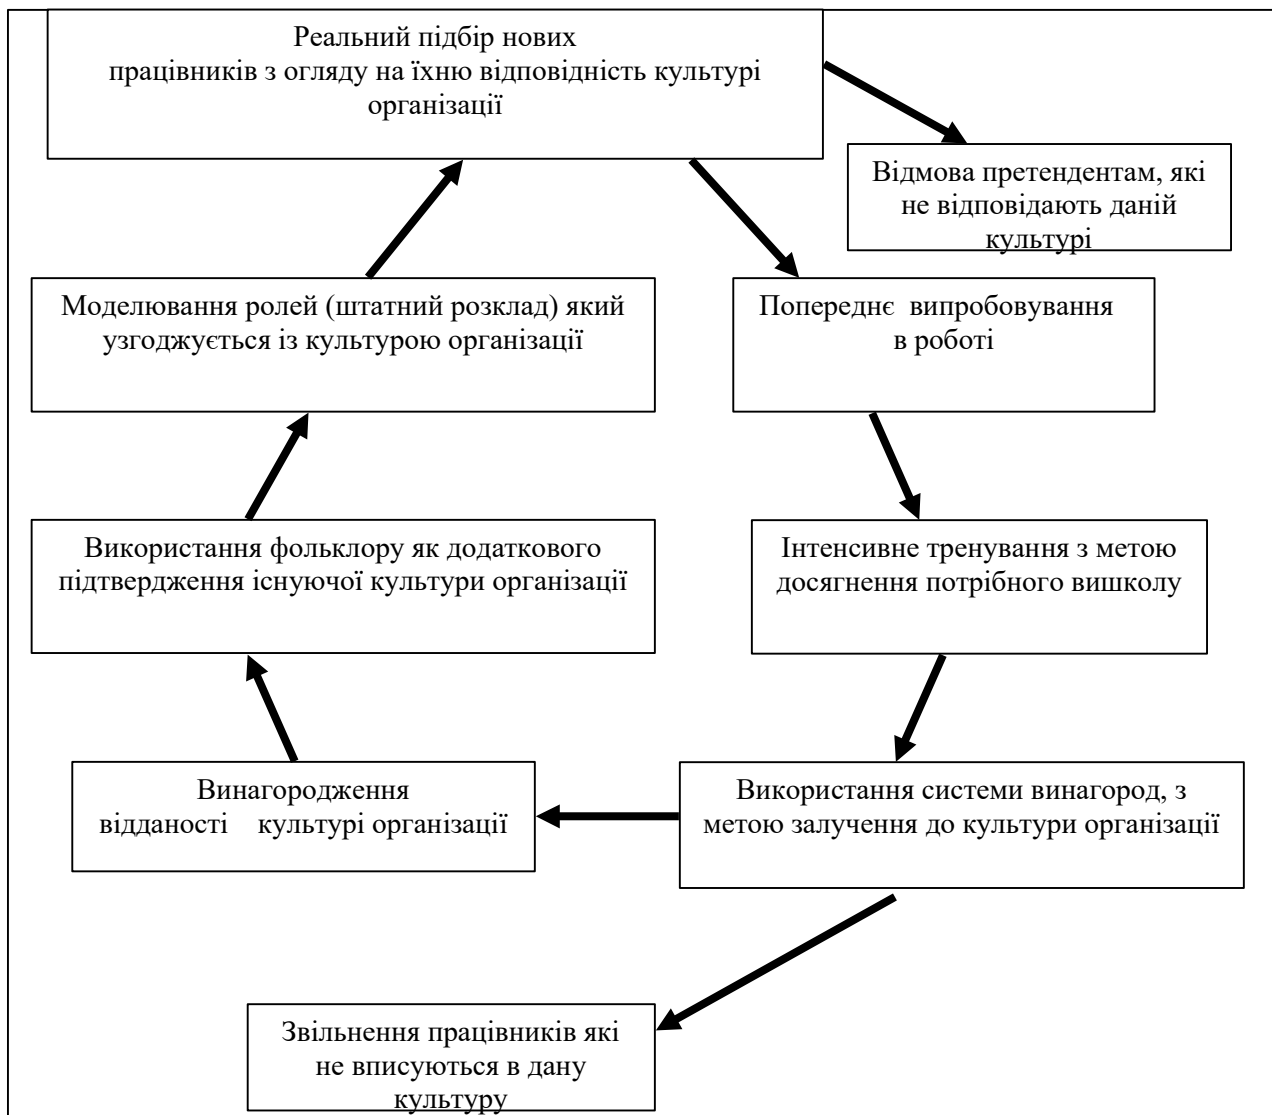 Реальний підбір нових
працівників з огляду на їхню відповідність культурі
організації
Відмова претендентам, які
не відповідають даній
культурі
Моделювання ролей (штатний розклад) який
узгоджується із культурою організації
Попереднє випробовування
в роботі
Використання фольклору як додаткового
підтвердження існуючої культури організації
Інтенсивне тренування з метою
досягнення потрібного вишколу
Винагородження
відданості культурі організації
Використання системи винагород, з
метою залучення до культури організації
Звільнення працівників які
не вписуються в дану
культуру